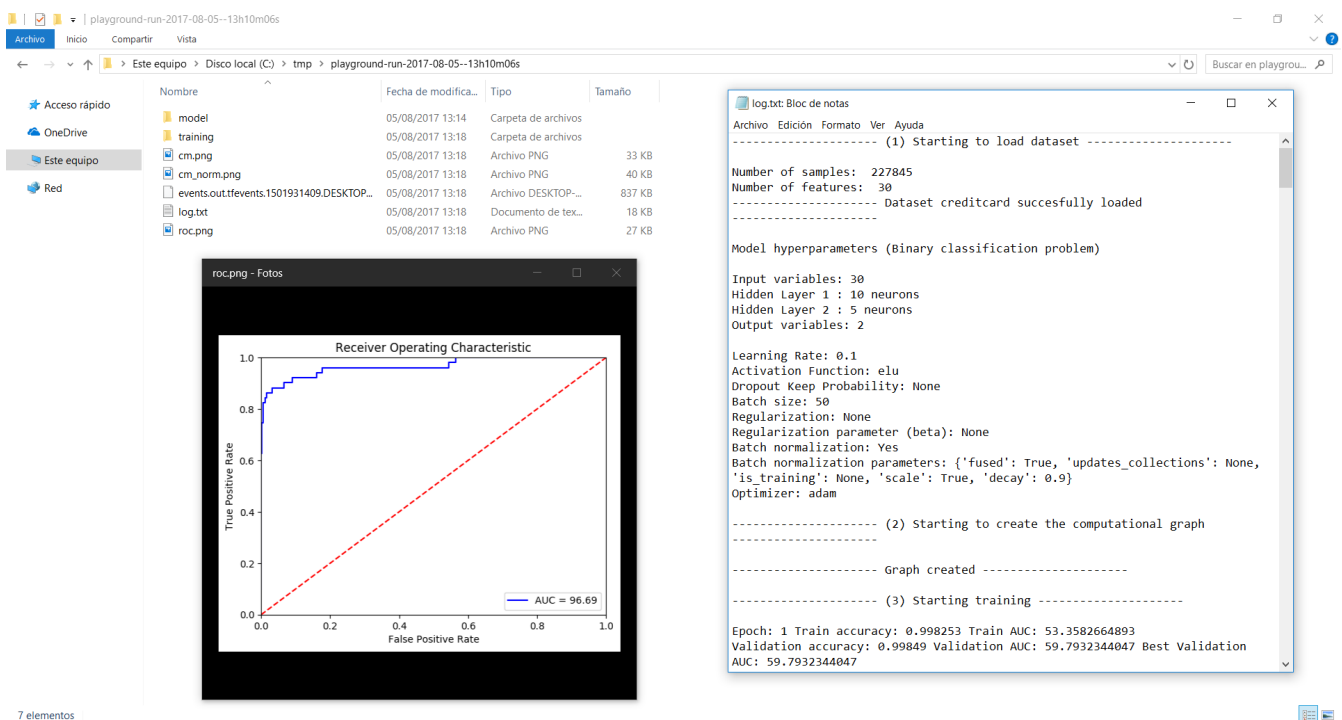 playground-run-2017-08-05--13h10m06s
Archivo Inicio Compartir Vista
Este equipo > Disco local (C:) > tmp > playground-run-2017-08-05--13h10m06s
Buscar en playgrou...
Acceso rápido
OneDrive
Este equipo
Red
Nombre Fecha de modifica... Tipo Tamaño
model 05/08/2017 13:14 Carpeta de archivos
training 05/08/2017 13:18 Carpeta de archivos
cm.png 05/08/2017 13:18 Archivo PNG 33 KB
cm_norm.png 05/08/2017 13:18 Archivo PNG 40 KB
events.out.tfevents.1501931409.DESKTOP... 05/08/2017 13:18 Archivo DESKTOP-... 837 KB
log.txt 05/08/2017 13:18 Documento de tex... 18 KB
roc.png 05/08/2017 13:18 Archivo PNG 27 KB
roc.png - Fotos
Receiver Operating Characteristic
1.0
0.8
0.6
0.4
0.2
0.0
True Positive Rate
AUC = 96.69
0.0 0.2 0.4 0.6 0.8 1.0
False Positive Rate
log.txt: Bloc de notas
Archivo Edición Formato Ver Ayuda
-------------------- (1) Starting to load dataset --------------------
Number of samples: 227845
Number of features: 30
-------------------- Dataset creditcard succesfully loaded
--------------------
Model hyperparameters (Binary classification problem)
Input variables: 30
Hidden Layer 1 : 10 neurons
Hidden Layer 2 : 5 neurons
Output variables: 2
Learning Rate: 0.1
Activation Function: elu
Dropout Keep Probability: None
Batch size: 50
Regularization: None
Regularization parameter (beta): None
Batch normalization: Yes
Batch normalization parameters: {'fused': True, 'updates_collections': None,
'is_training': None, 'scale': True, 'decay': 0.9}
Optimizer: adam
-------------------- (2) Starting to create the computational graph
--------------------
-------------------- Graph created --------------------
-------------------- (3) Starting training --------------------
Epoch: 1 Train accuracy: 0.998253 Train AUC: 53.3582664893
Validation accuracy: 0.99849 Validation AUC: 59.7932344047 Best Validation
AUC: 59.7932344047
7 elementos